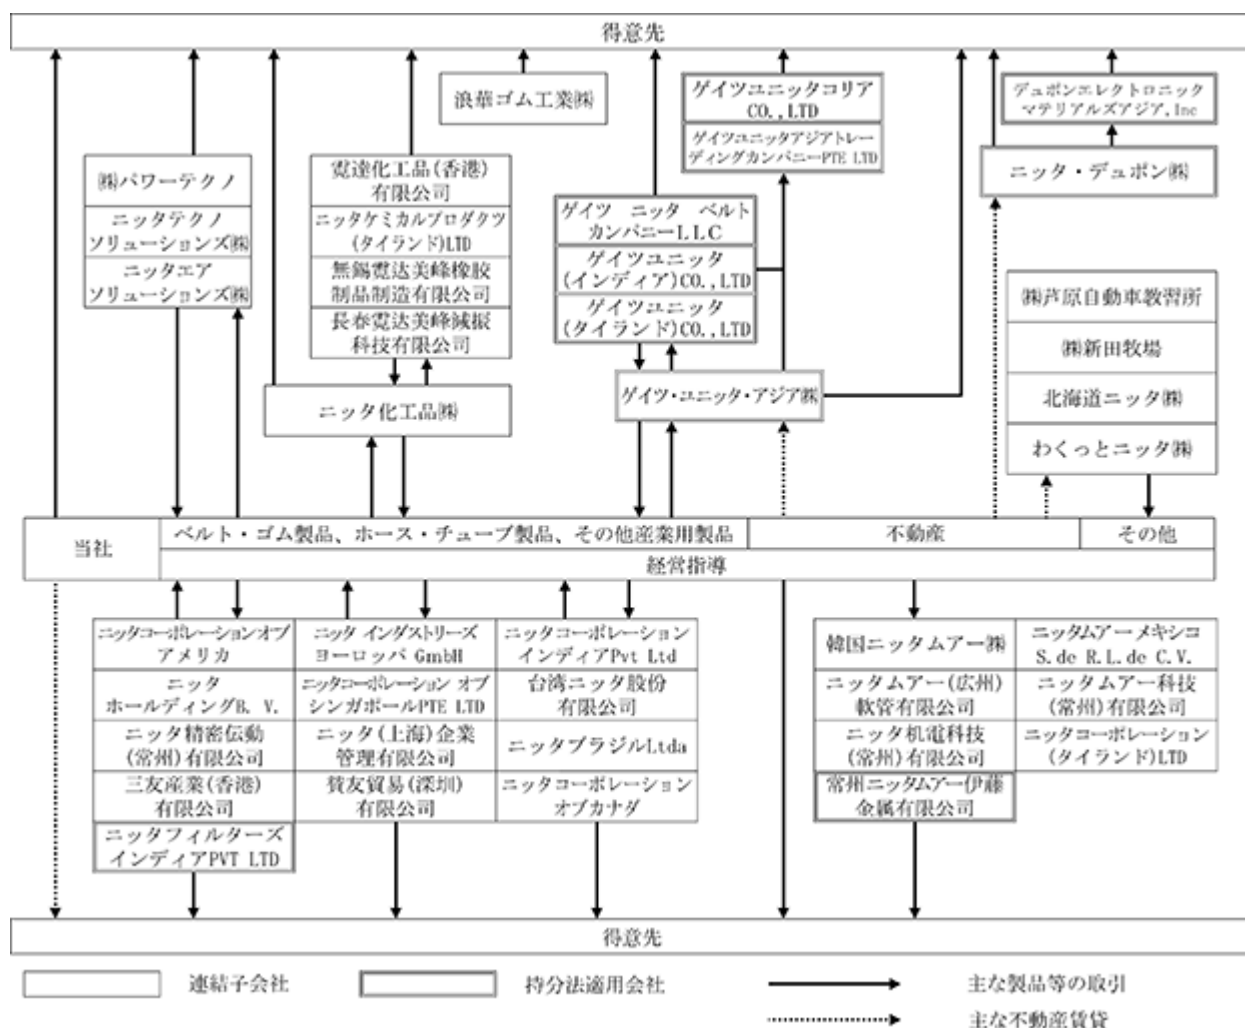 得意先
浪華ゴム工業㈱
ゲイツユニッタコリア
CO.,LTD
ゲイツユニッタアジアトレー
ディングカンパニーPTE LTD
デュポンエレクトロニック
マテリアルズアジア,Inc
ニッタ・デュポン㈱
㈱パワーテクノ
ニッタテクノ
ソリューションズ㈱
ニッタエア
ソリューションズ㈱
霓達化工品(香港)
有限公司
ニッタケミカルプロダクツ
(タイランド)LTD
無錫霓达美峰橡胶
制品制造有限公司
長春霓达美峰減振
科技有限公司
ニッタ化工品㈱
ゲイツ ニッタ ベルト
カンパニーLLC
ゲイツユニッタ
(インディア)CO.,LTD
ゲイツユニッタ
(タイランド)CO.,LTD
ゲイツ・ユニッタ・アジア㈱
㈱芦原自動車教習所
㈱新田牧場
北海道ニッタ㈱
わくっとニッタ㈱
当社
ベルト・ゴム製品、ホース・チューブ製品、その他産業用製品
不動産
その他
経営指導
ニッタコーポレーションオブ
アメリカ
ニッタ
ホールディングB. V.
ニッタ精密伝動
(常州)有限公司
三友産業(香港)
有限公司
ニッタフィルターズ
インディアPVT LTD
ニッタ インダストリーズ
ヨーロッパ GmbH
ニッタコーポレーション オブ
シンガポールPTE LTD
ニッタ(上海)企業
管理有限公司
賛友貿易(深圳)
有限公司
ニッタコーポレーション
インディアPvt Ltd
台湾ニッタ股份
有限公司
ニッタブラジルLtda
ニッタコーポレーション
オブカナダ
韓国ニッタムアー㈱
ニッタムアー(広州)
軟管有限公司
ニッタ机電科技
(常州)有限公司
常州ニッタムアー伊藤
金属有限公司
ニッタムアーメキシコ
S.de R.L.de C.V.
ニッタムアー科技
(常州)有限公司
ニッタコーポレーション
(タイランド)LTD
得意先
連結子会社
持分法適用会社
主な製品等の取引
主な不動産賃貸